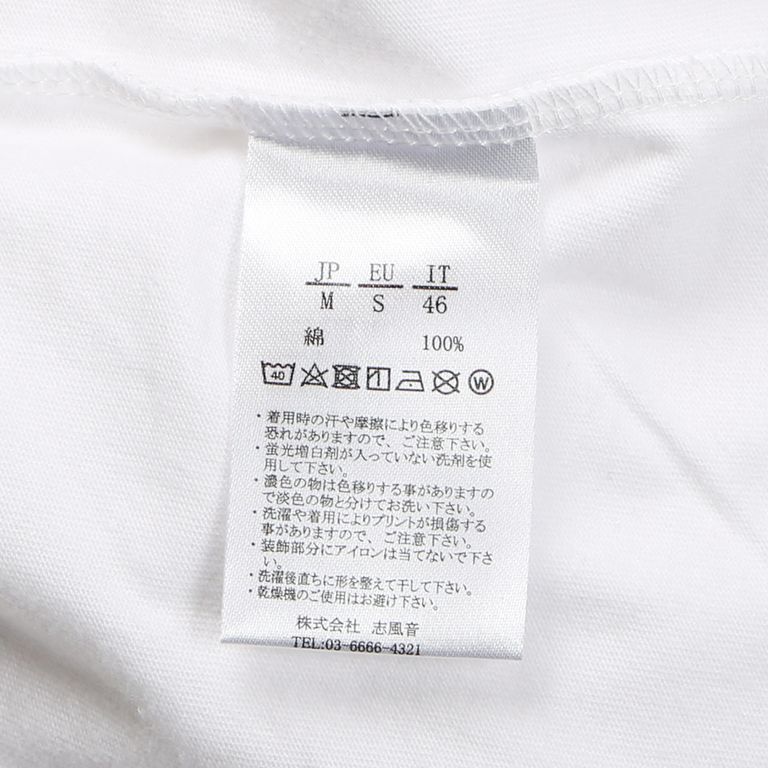 JP EU IT
M S 46
綿 100%
40 W
・着用時の汗や摩擦により色移りする
恐れがありますので、ご注意下さい。
・蛍光増白剤が入っていない洗剤を使
用して下さい。
・濃色の物は色移りする事がありますの
で淡色の物と分けてお洗い下さい。
・洗濯や着用によりプリントが損傷する
事がありますので、ご注意下さい。
・装飾部分にアイロンは当てないで下さ
い。
・洗濯後直ちに形を整えて干して下さい。
・乾燥機のご使用はお避け下さい。
株式会社 志風音
TEL:03-6666-4321